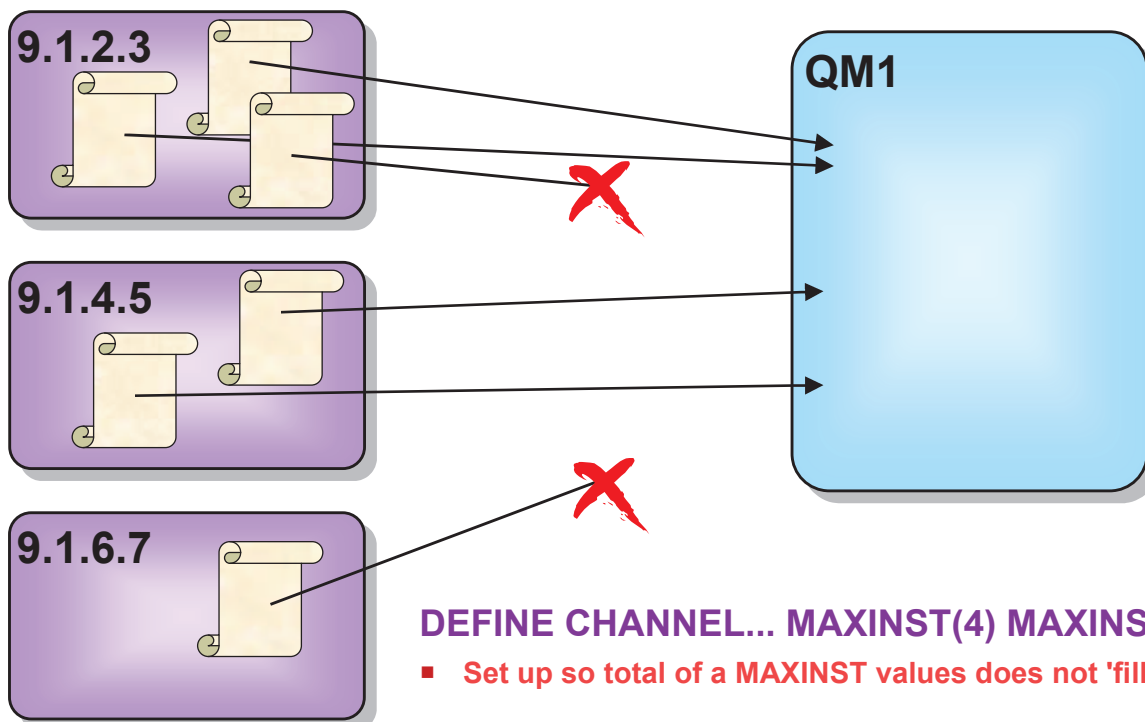 9.1.2.3
QM1
9.1.4.5
9.1.6.7
DEFINE CHANNEL... MAXINST(4) MAXINS
Set up so total of a MAXINST values does not 'fill